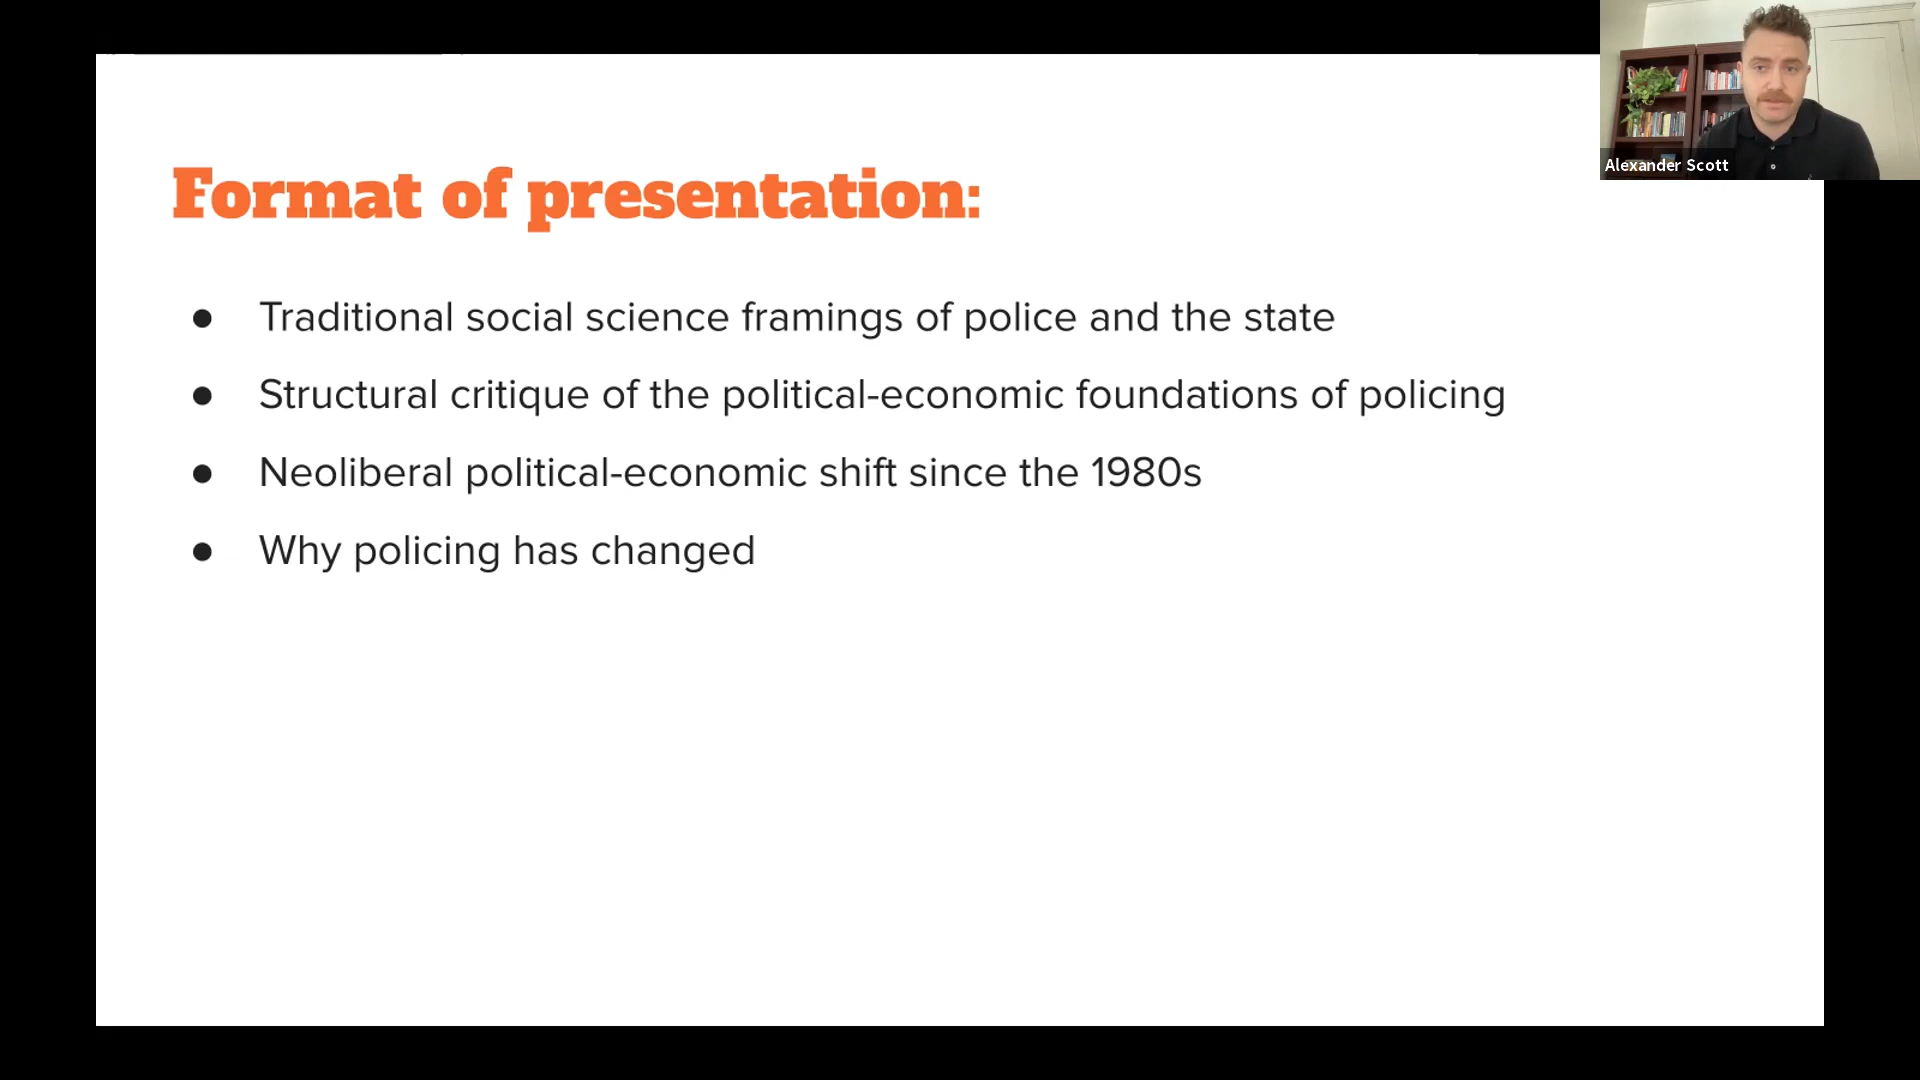 Format of presentation:
● Traditional social science framings of police and the state
● Structural critique of the political-economic foundations of policing
● Neoliberal political-economic shift since the 1980s
● Why policing has changed
Alexander Scott